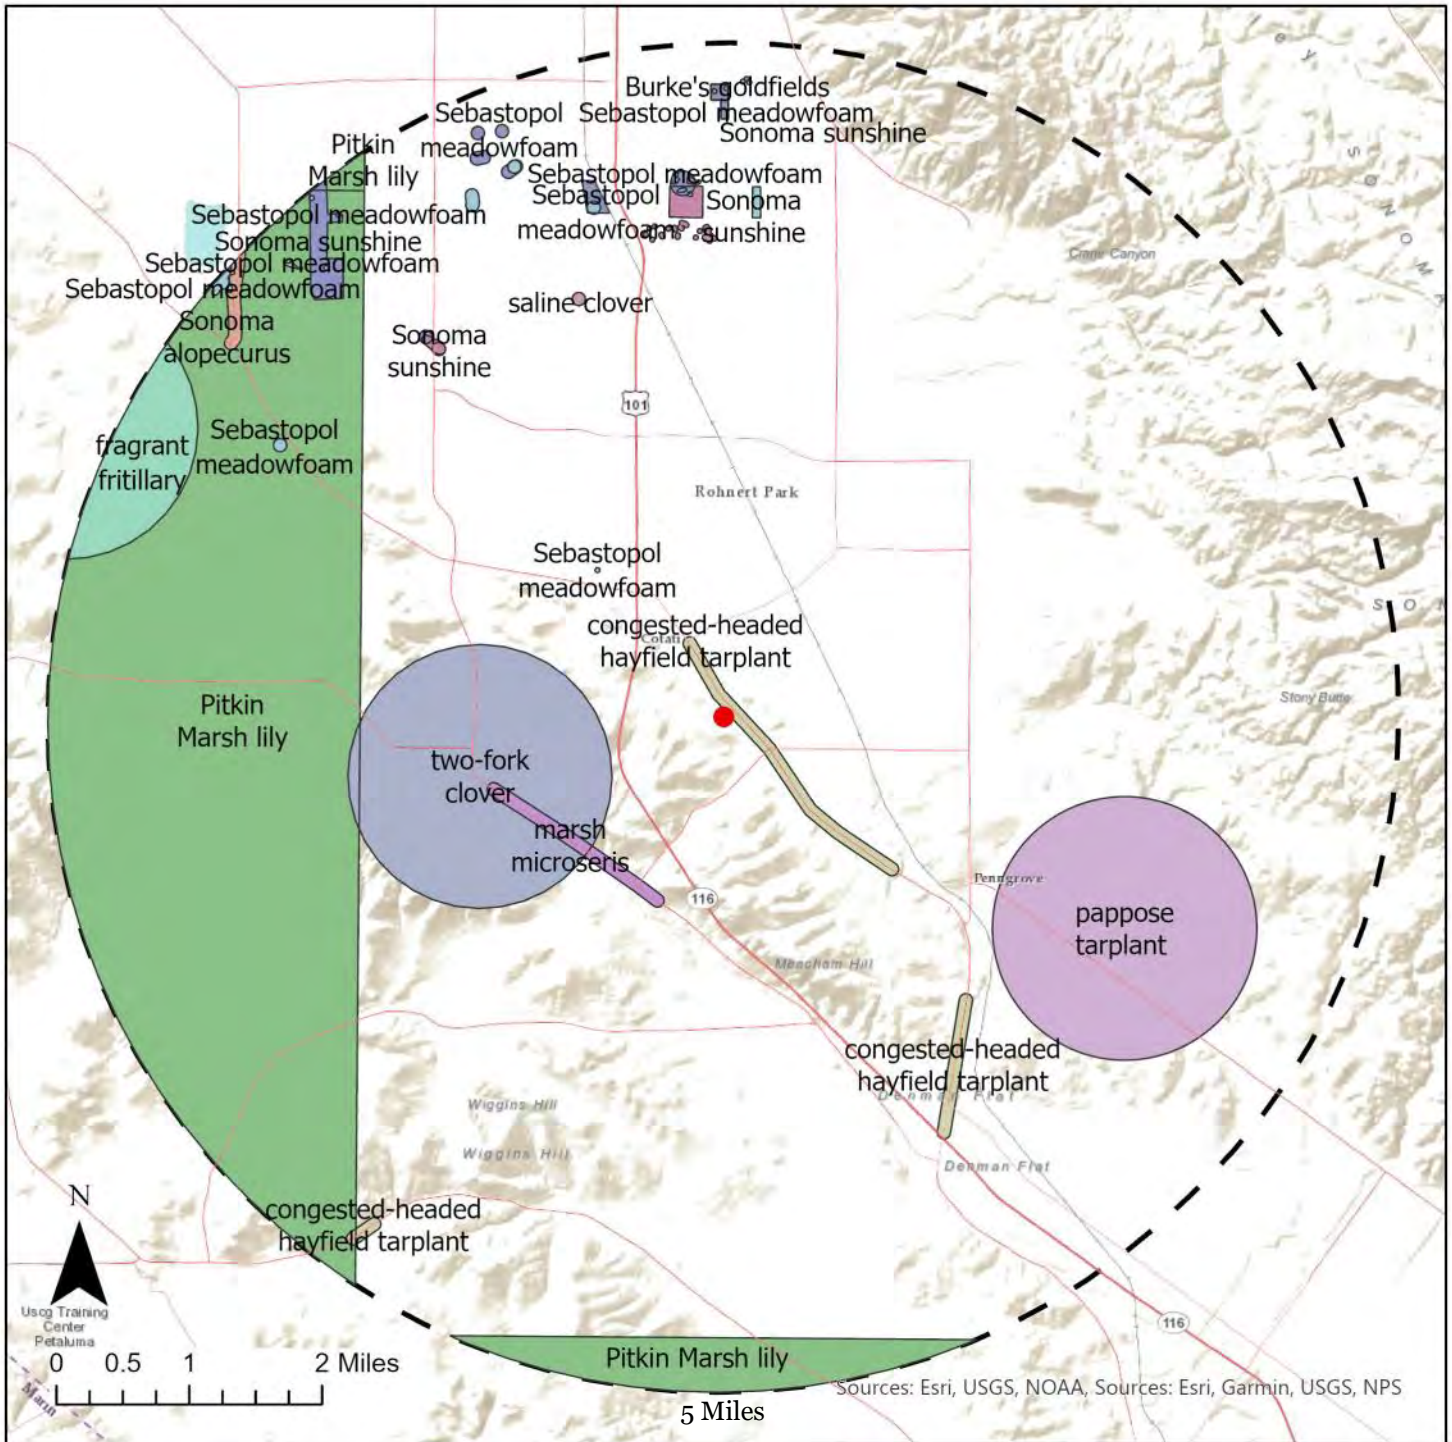 Burke's goldfields
Sebastopol
meadowfoam
Sebastopol meadowfoam
Sonoma sunshine
Pitkin
Marsh lily
Sebastopol meadowfoam
Sebastopol
meadowfoam
Sonoma
sunshine
Sebastopol meadowfoam
Sonoma sunshine
Sebastopol meadowfoam
Sebastopol meadowfoam
Sonoma
alopecurus
Crane Canyon
saline clover
Sonoma
sunshine
101
fragrant
fritillary
Sebastopol
meadowfoam
Rohnert Park
Sebastopol
meadowfoam
congested-headed
hayfield tarplant
Cotati
Stony Butte
Pitkin
Marsh lily
two-fork
clover
marsh
microseris
116
Penngrove
pappose
tarplant
Meacham Hill
congested-headed
hayfield tarplant
Denman Flat
Wiggins Hill
Wiggins Hill
Denman Flat
congested-headed
hayfield tarplant
N
Uscg Training
Center
Petaluma
116
0 0.5 1 2 Miles
Pitkin Marsh lily
Marin
Sources: Esri, USGS, NOAA, Sources: Esri, Garmin, USGS, NPS
5 Miles